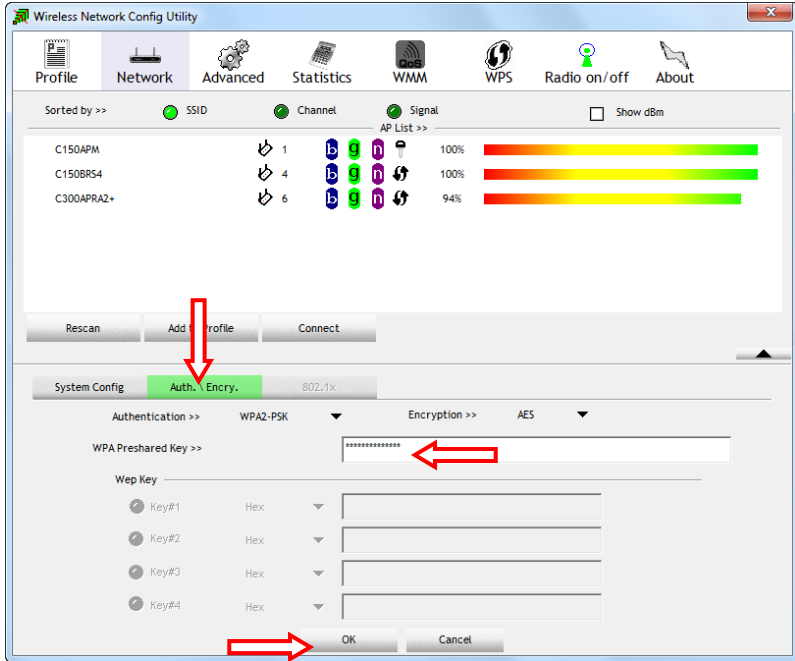 Wireless Network Config Utility
Profile Network Advanced Statistics QoS WMM WPS Radio on/off About
Sorted by >> SSID Channel Signal Show dBm
AP List >>
C150APM 1 b g n 100%
C150BRS4 4 b g n 100%
C300APRA2+ 6 b g n 94%
Rescan Add Profile Connect
System Config Auth. \ Encry. 802.1x
Authentication >> WPA2-PSK Encryption >> AES
WPA Preshared Key >> **************
Wep Key
Key#1 Hex
Key#2 Hex
Key#3 Hex
Key#4 Hex
OK Cancel